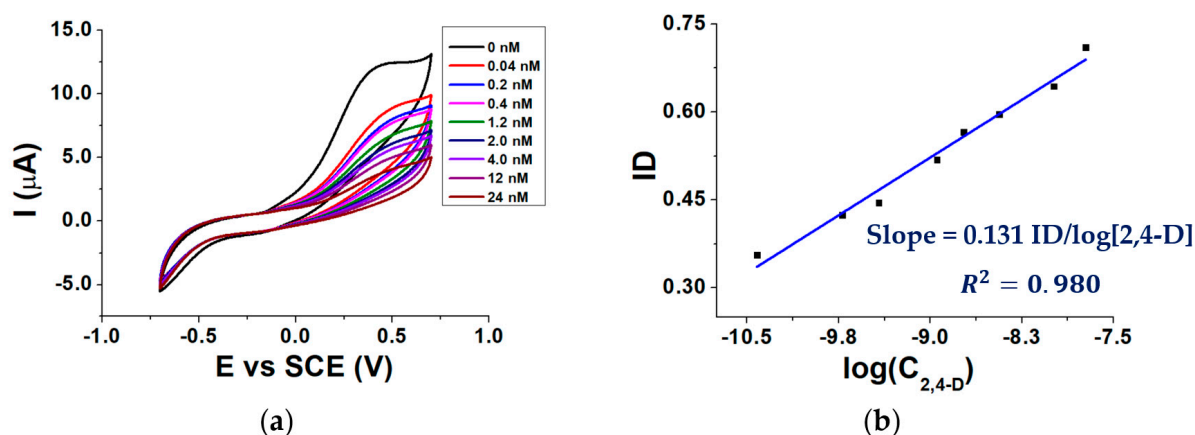 15.0
10.0
5.0
0.0
-5.0
I (µA)
0 nM
0.04 nM
0.2 nM
0.4 nM
1.2 nM
2.0 nM
4.0 nM
12 nM
24 nM
-1.0 -0.5 0.0 0.5 1.0
E vs SCE (V)
(a)
0.75
0.60
0.45
0.30
ID
Slope = 0.131 ID/log[2,4-D]
R² = 0.980
-10.5 -9.8 -9.0 -8.3 -7.5
log(C2,4-D)
(b)